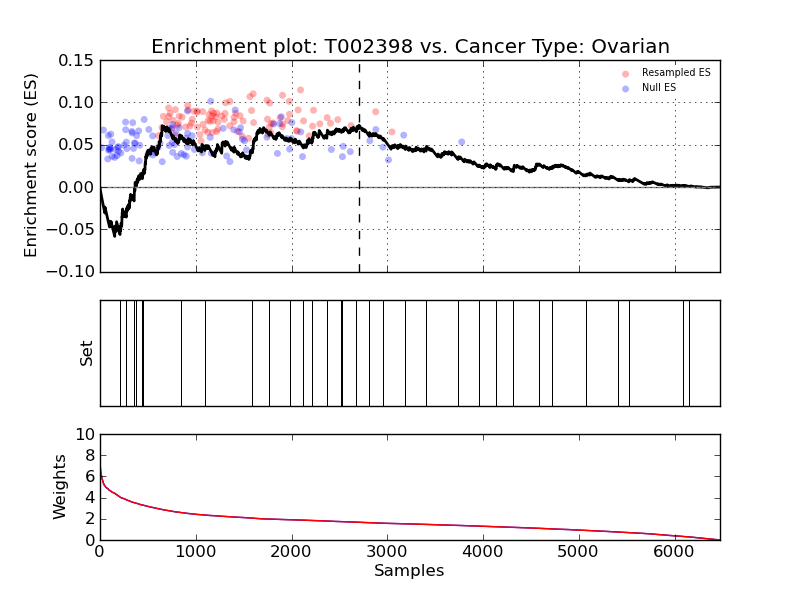 Enrichment plot: T002398 vs. Cancer Type: Ovarian
Enrichment score (ES)
0.15
0.10
0.05
0.00
−0.05
−0.10
Resampled ES
Null ES
Set
Weights
10
8
6
4
2
0
0 1000 2000 3000 4000 5000 6000
Samples